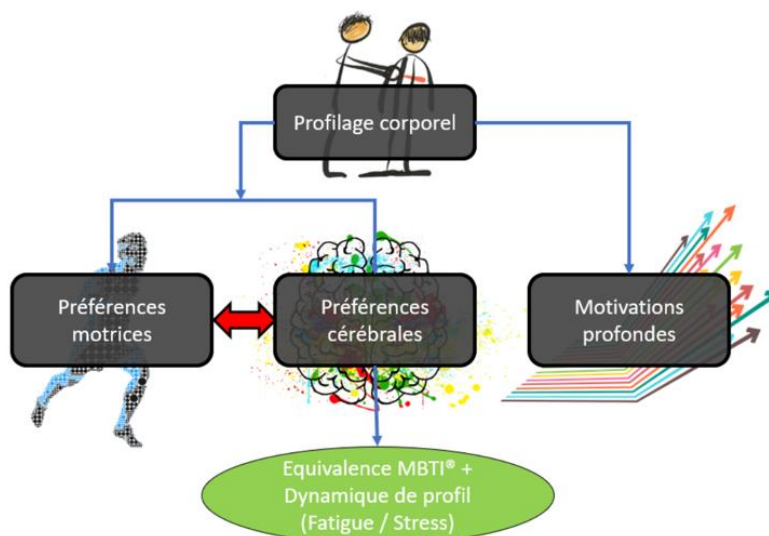 Profilage corporel
Préférences
motrices
Préférences
cérébrales
Motivations
profondes
Equivalence MBTI® +
Dynamique de profil
(Fatigue / Stress)